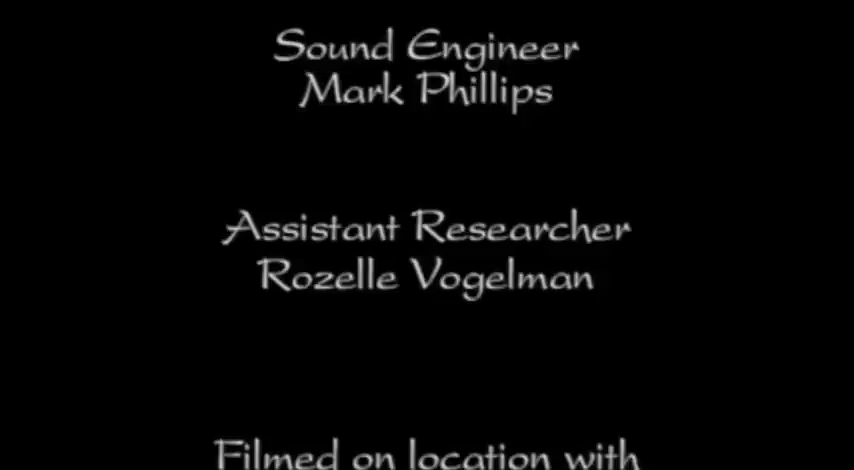 Sound Engineer
Mark Phillips
Assistant Researcher
Rozelle Vogelman
Filmed on location with